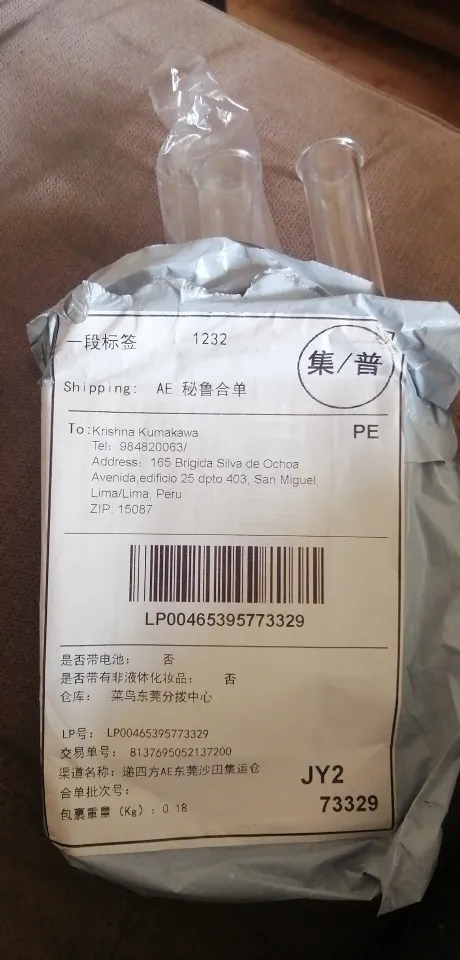 一段标签 1232
集/普
Shipping: AE 秘鲁合单
To:Krishna Kumakawa PE
Tel: 984820063/
Address: 165 Brigida Silva de Ochoa
Avenida,edificio 25 dpto 403, San Miguel,
Lima/Lima, Peru
ZIP: 15087
LP00465395773329
是否带电池: 否
是否带有非液体化妆品: 否
仓库: 菜鸟东莞分拨中心
LP号: LP00465395773329
交易单号: 8137695052137200
渠道名称: 递四方AE东莞沙田集运仓 JY2
合单批次号:
73329
包裹重量 (Kg) : 0.18